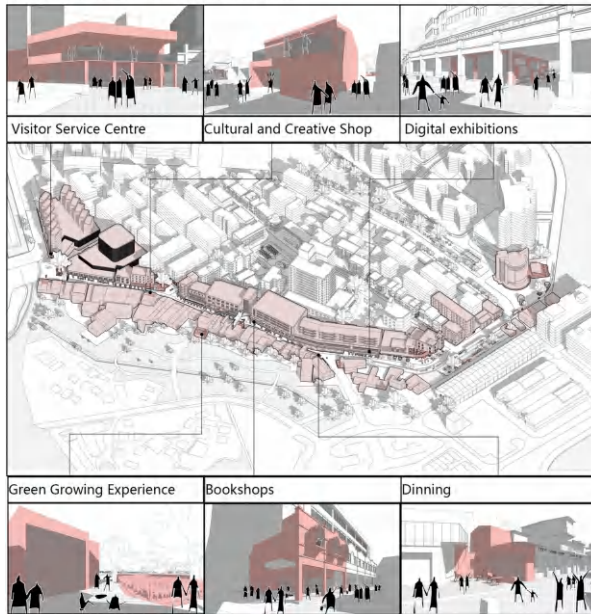 Visitor Service Centre
Cultural and Creative Shop
Digital exhibitions
Green Growing Experience
Bookshops
Dinning